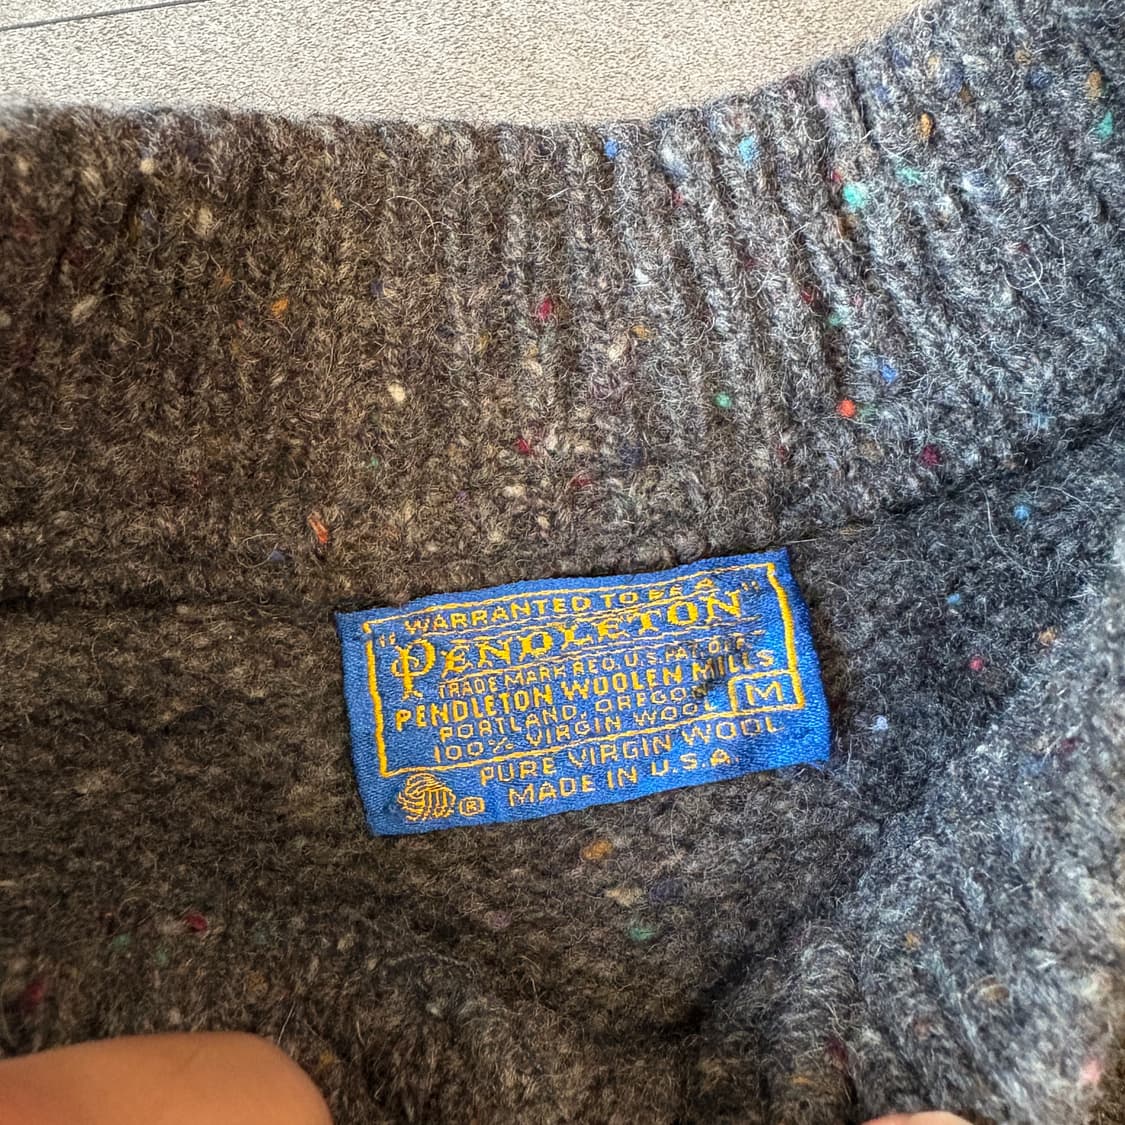 "WARRANTED TO BE A
PENDLETON"
TRADE MARK REG. U.S. PAT. OFF.
PENDLETON WOOLEN MILLS
PORTLAND, OREGON
M
100% VIRGIN WOOL
PURE VIRGIN WOOL
® MADE IN U.S.A.